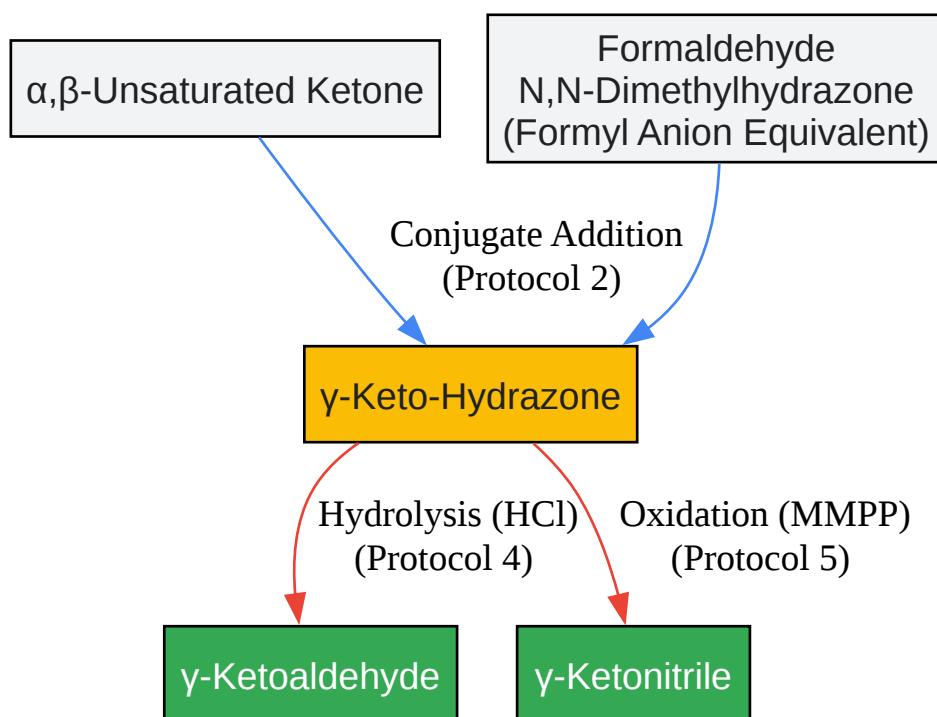 α,β-Unsaturated Ketone
Formaldehyde
N,N-Dimethylhydrazone
(Formyl Anion Equivalent)
Conjugate Addition
(Protocol 2)
γ-Keto-Hydrazone
Hydrolysis (HCl)
(Protocol 4)
Oxidation (MMPP)
(Protocol 5)
γ-Ketoaldehyde
γ-Ketonitrile